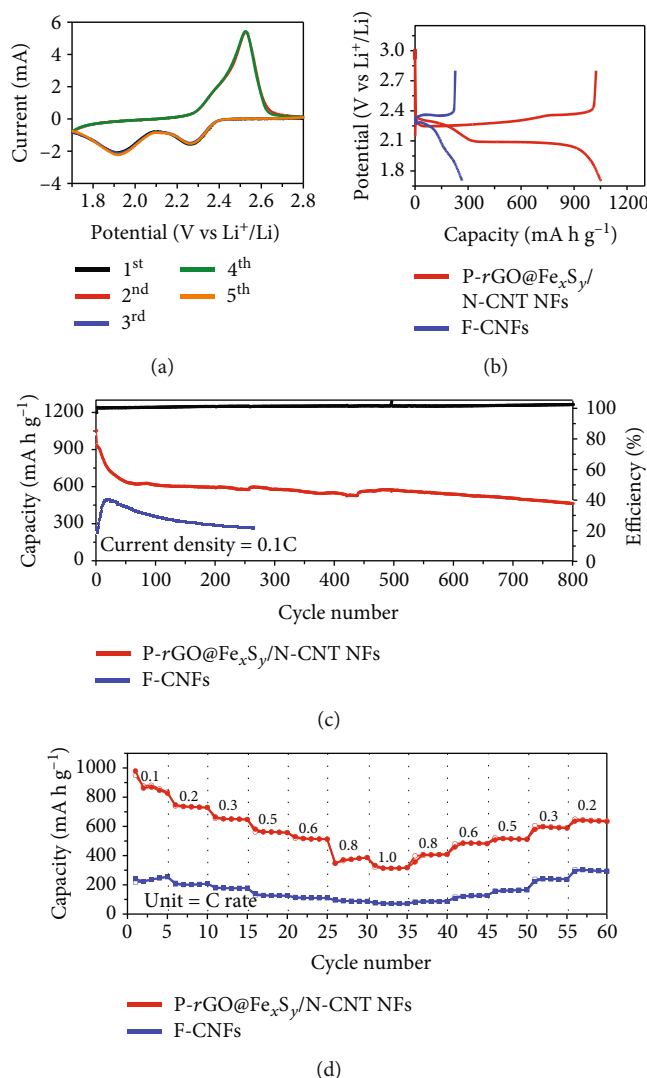 6
4
2
0
−2
−4
Current (mA)
1.8 2.0 2.2 2.4 2.6 2.8
Potential (V vs Li⁺/Li)
1ˢᵗ 4ᵗʰ
2ⁿᵈ 5ᵗʰ
3ʳᵈ
(a)
3.0
2.7
2.4
2.1
1.8
Potential (V vs Li⁺/Li)
0 300 600 900 1200
Capacity (mA h g⁻¹)
P-rGO@FeₓSᵧ/
N-CNT NFs
F-CNFs
(b)
1200
900
600
300
0
Capacity (mA h g⁻¹)
100
80
60
40
20
0
Efficiency (%)
Current density = 0.1C
0 100 200 300 400 500 600 700 800
Cycle number
P-rGO@FeₓSᵧ/N-CNT NFs
F-CNFs
(c)
1000
800
600
400
200
0
Capacity (mA h g⁻¹)
0.1 0.2 0.3 0.5 0.6 0.8 1.0 0.8 0.6 0.5 0.3 0.2
Unit = C rate
0 5 10 15 20 25 30 35 40 45 50 55 60
Cycle number
P-rGO@FeₓSᵧ/N-CNT NFs
F-CNFs
(d)